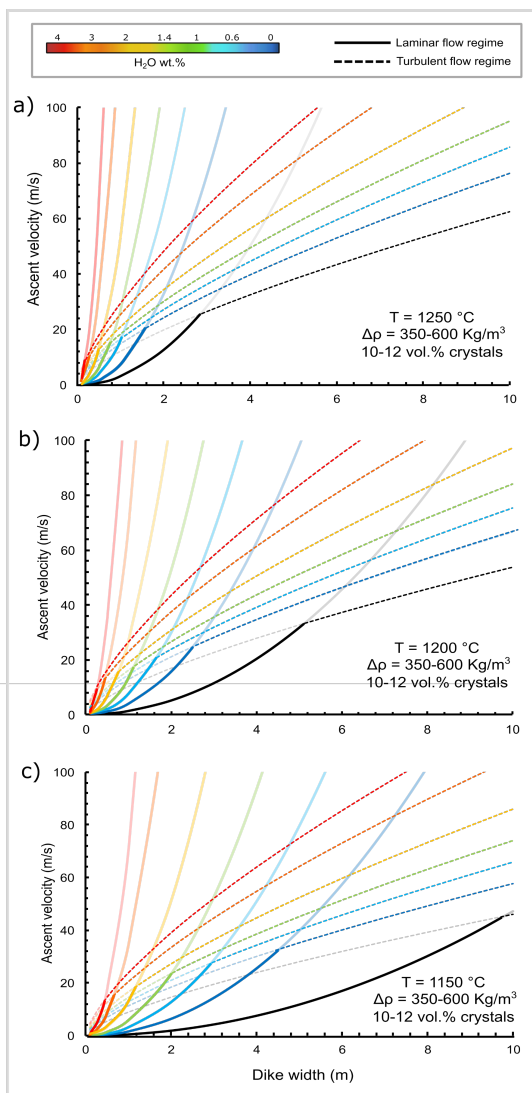 4 3 2 1.4 1 0.6 0
H₂O wt.%
Laminar flow regime
Turbulent flow regime
a)
100
80
60
40
20
0
Ascent velocity (m/s)
T = 1250 °C
Δρ = 350-600 Kg/m³
10-12 vol.% crystals
0 2 4 6 8 10
b)
100
80
60
40
20
0
Ascent velocity (m/s)
T = 1200 °C
Δρ = 350-600 Kg/m³
10-12 vol.% crystals
0 2 4 6 8 10
c)
100
80
60
40
20
0
Ascent velocity (m/s)
T = 1150 °C
Δρ = 350-600 Kg/m³
10-12 vol.% crystals
0 2 4 6 8 10
Dike width (m)